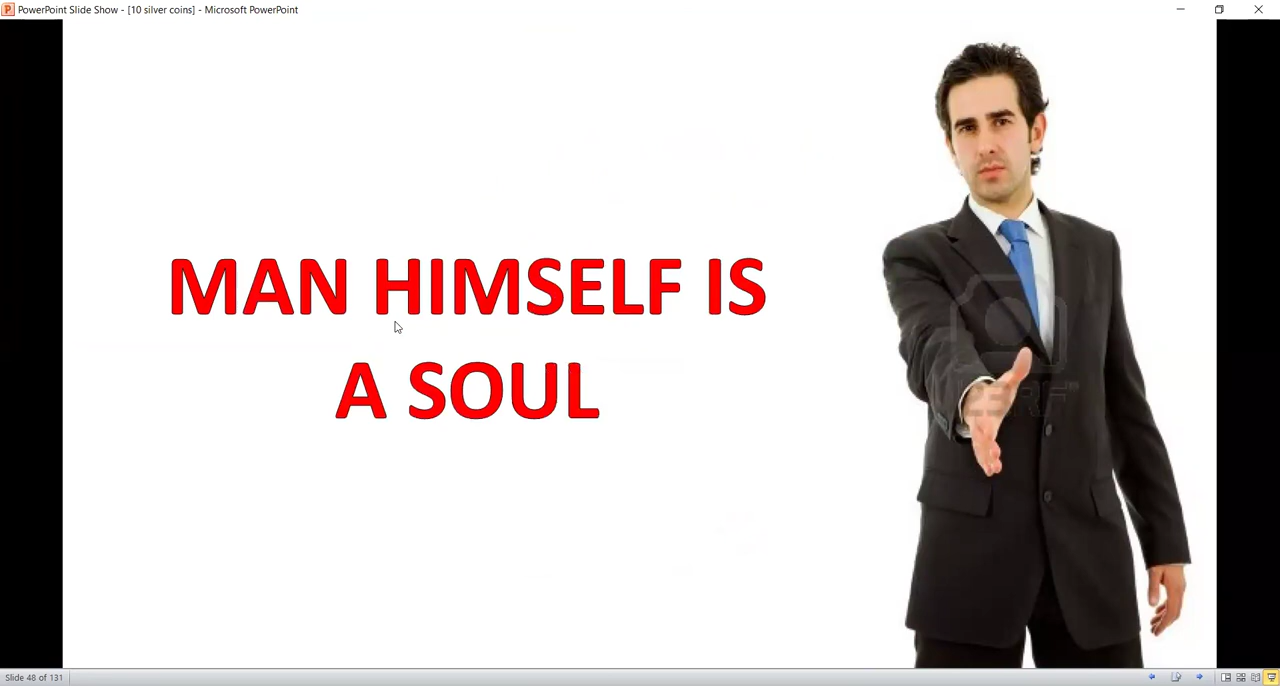 PowerPoint Slide Show - [10 silver coins] - Microsoft PowerPoint
MAN HIMSELF IS
A SOUL
Slide 48 of 131